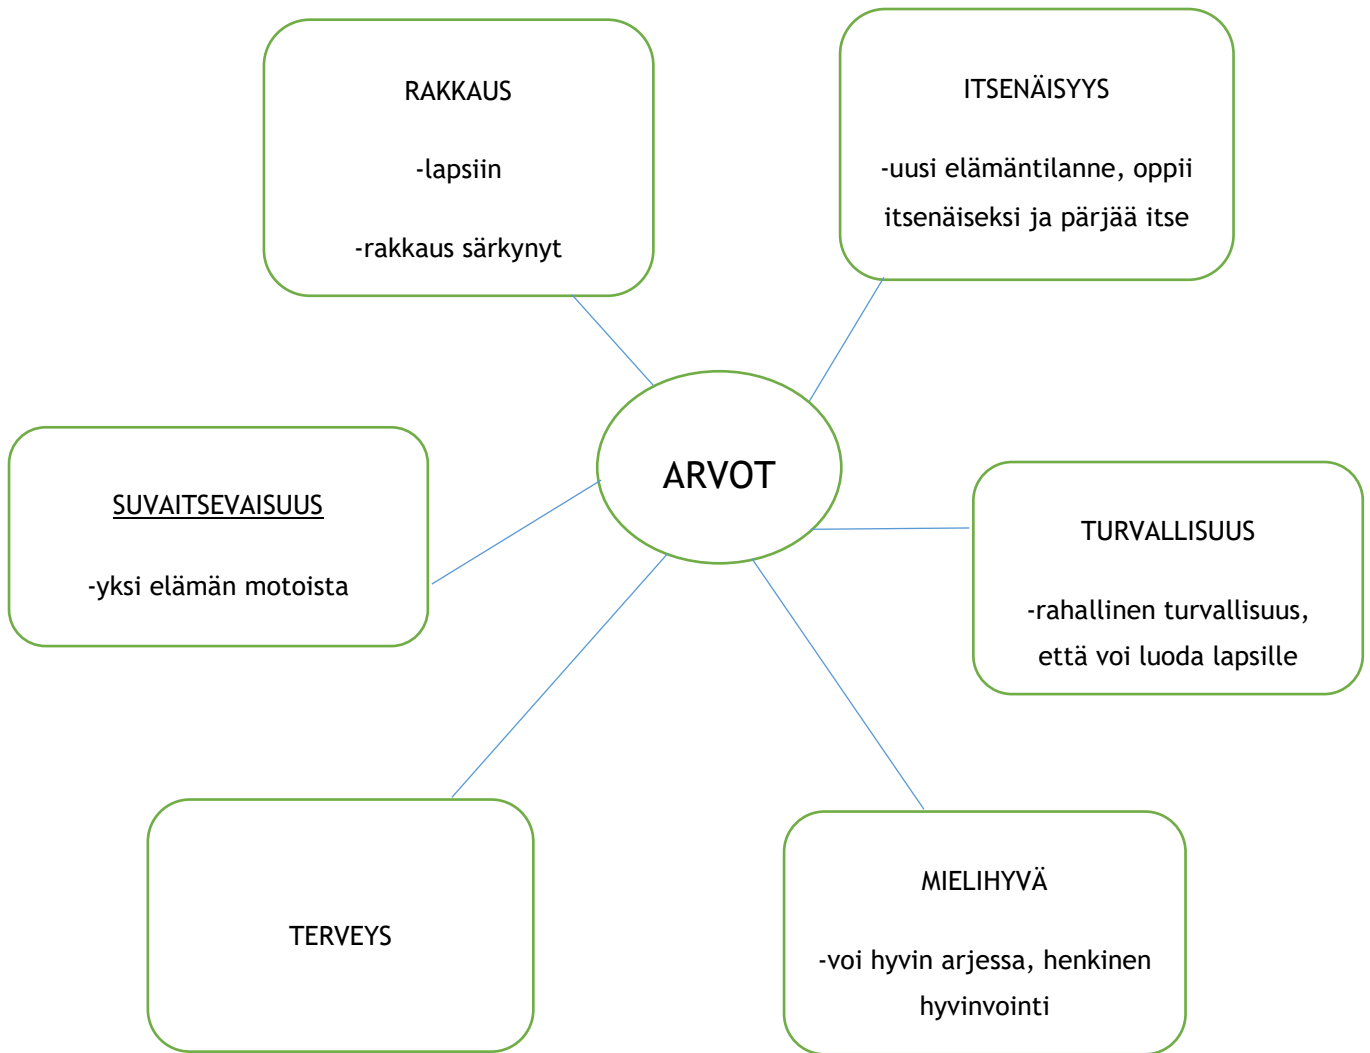 RAKKAUS
-lapsiin
-rakkaus särkynyt
ITSENÄISYYS
-uusi elämäntilanne, oppii
itsenäiseksi ja pärjää itse
ARVOT
SUVAITSEVAISUUS
-yksi elämän motoista
TURVALLISUUS
-rahallinen turvallisuus,
että voi luoda lapsille
TERVEYS
MIELIHYVÄ
-voi hyvin arjessa, henkinen
hyvinvointi